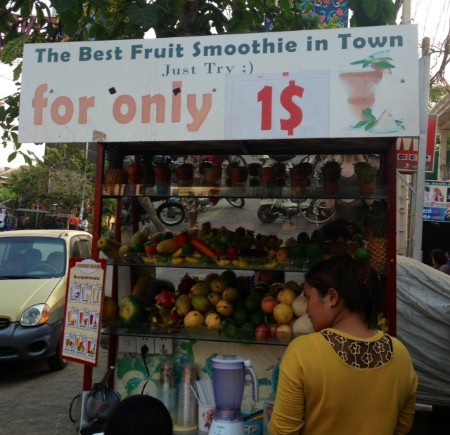 The Best Fruit Smoothie in Town
Just Try :)
for only 1$